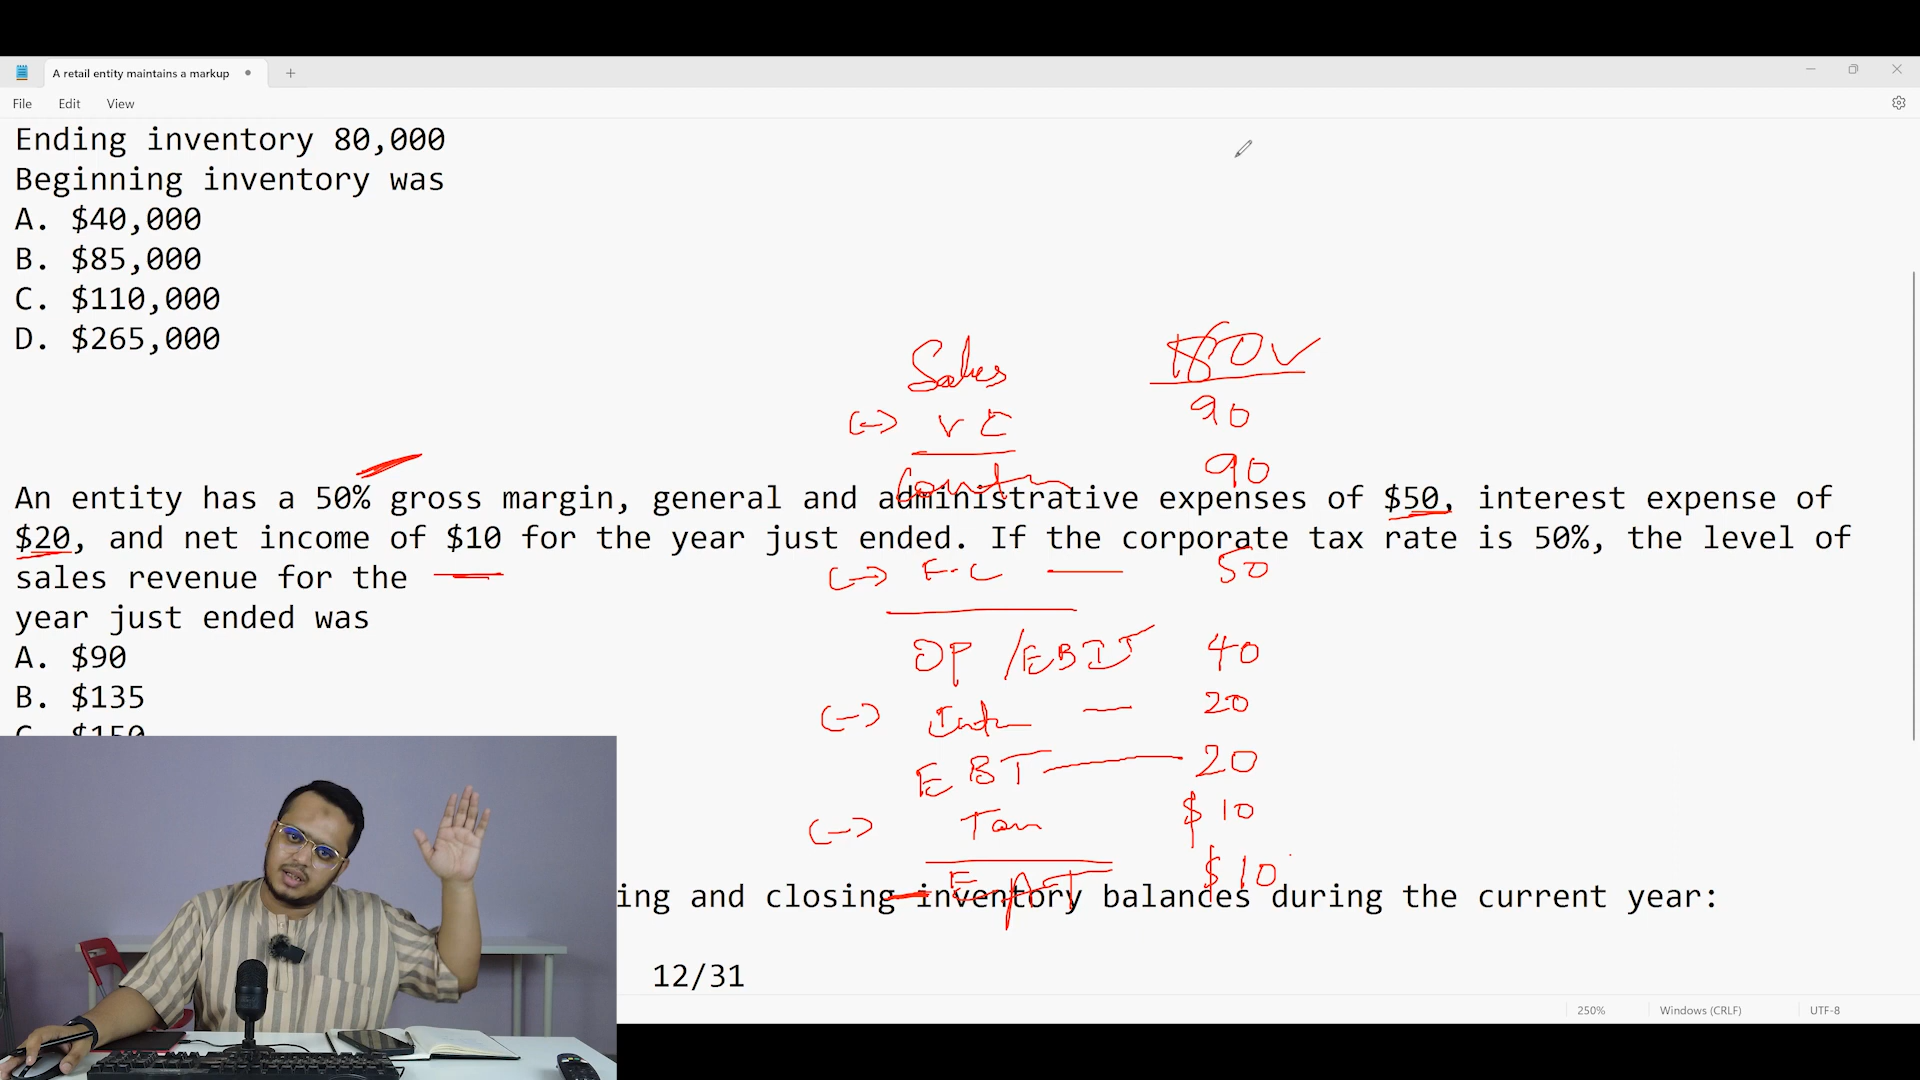 A retail entity maintains a markup
File Edit View
Ending inventory 80,000
Beginning inventory was
A. $40,000
B. $85,000
C. $110,000
D. $265,000
Sales 180 ✓
(-) VC 90
Contn 90
An entity has a 50% gross margin, general and administrative expenses of $50, interest expense of
$20, and net income of $10 for the year just ended. If the corporate tax rate is 50%, the level of
sales revenue for the
(-) F.C — 50
year just ended was
A. $90
OP /EBIT 40
B. $135
(-) Intn — 20
C. $150
EBT — 20
(-) Tax $10
EAT $10
ing and closing inventory balances during the current year:
12/31
250% Windows (CRLF) UTF-8